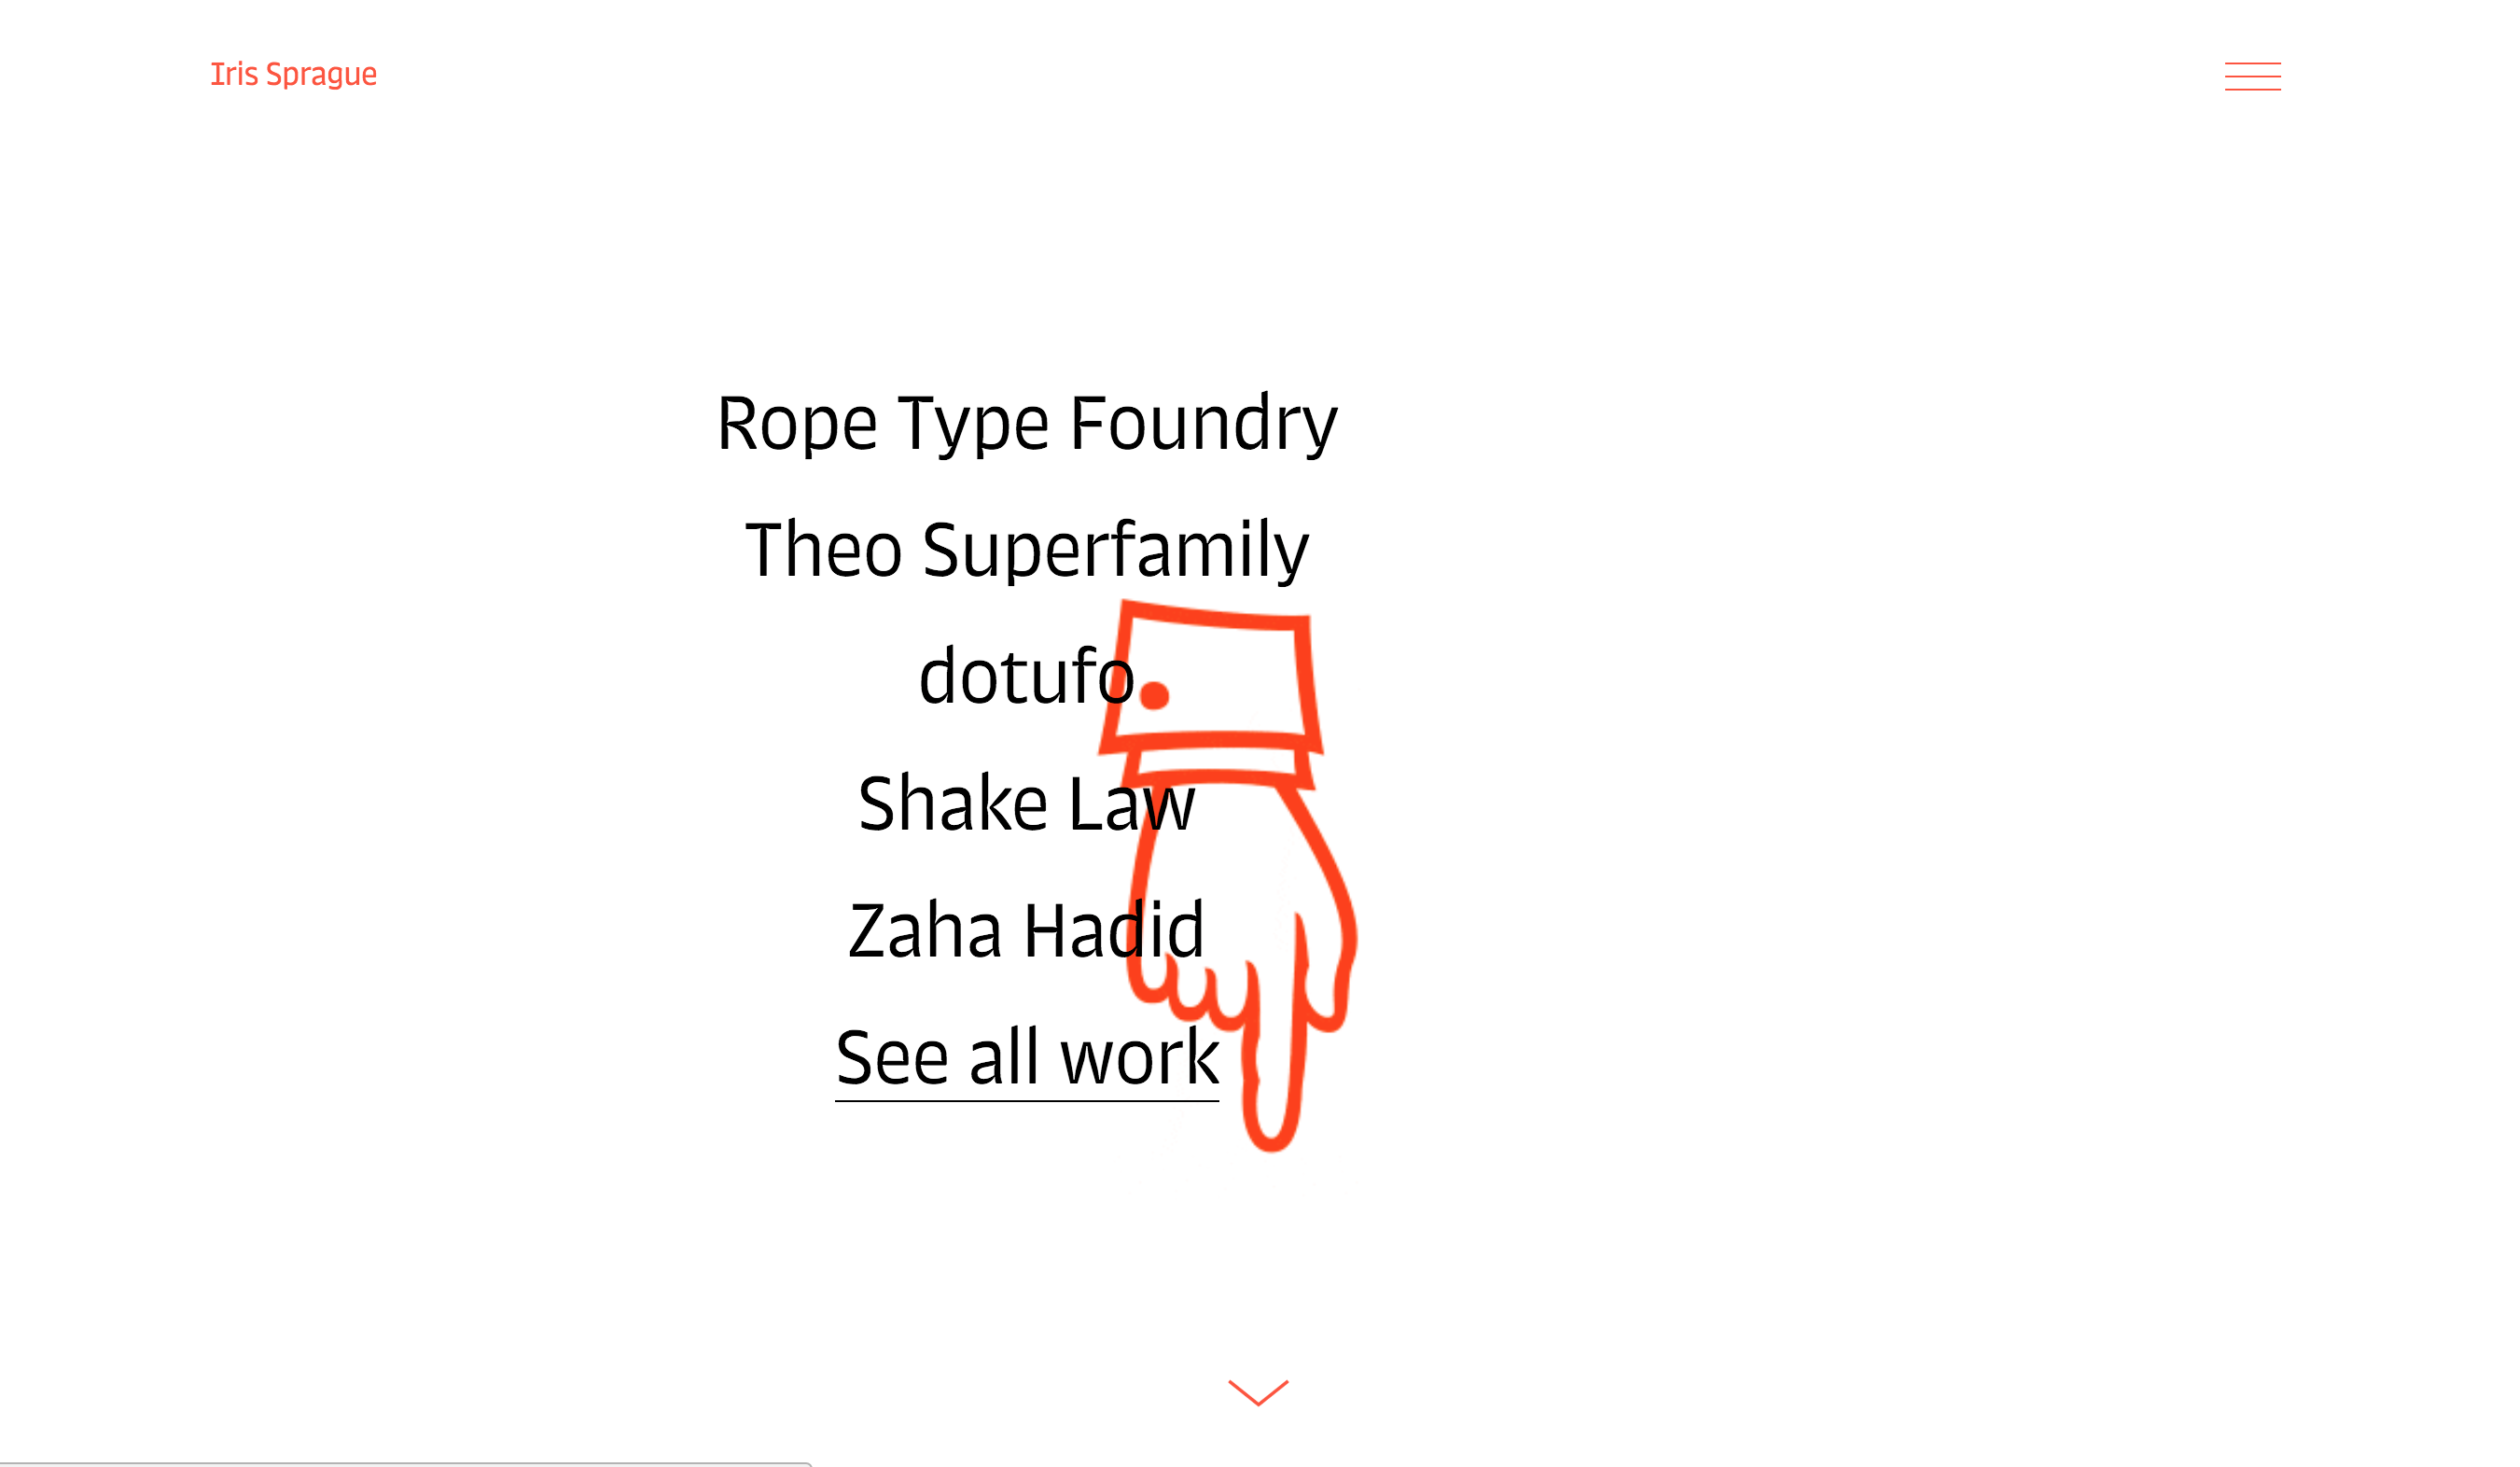 Iris Sprague
Rope Type Foundry
Theo Superfamily
dotufo
Shake Law
Zaha Hadid
See all work